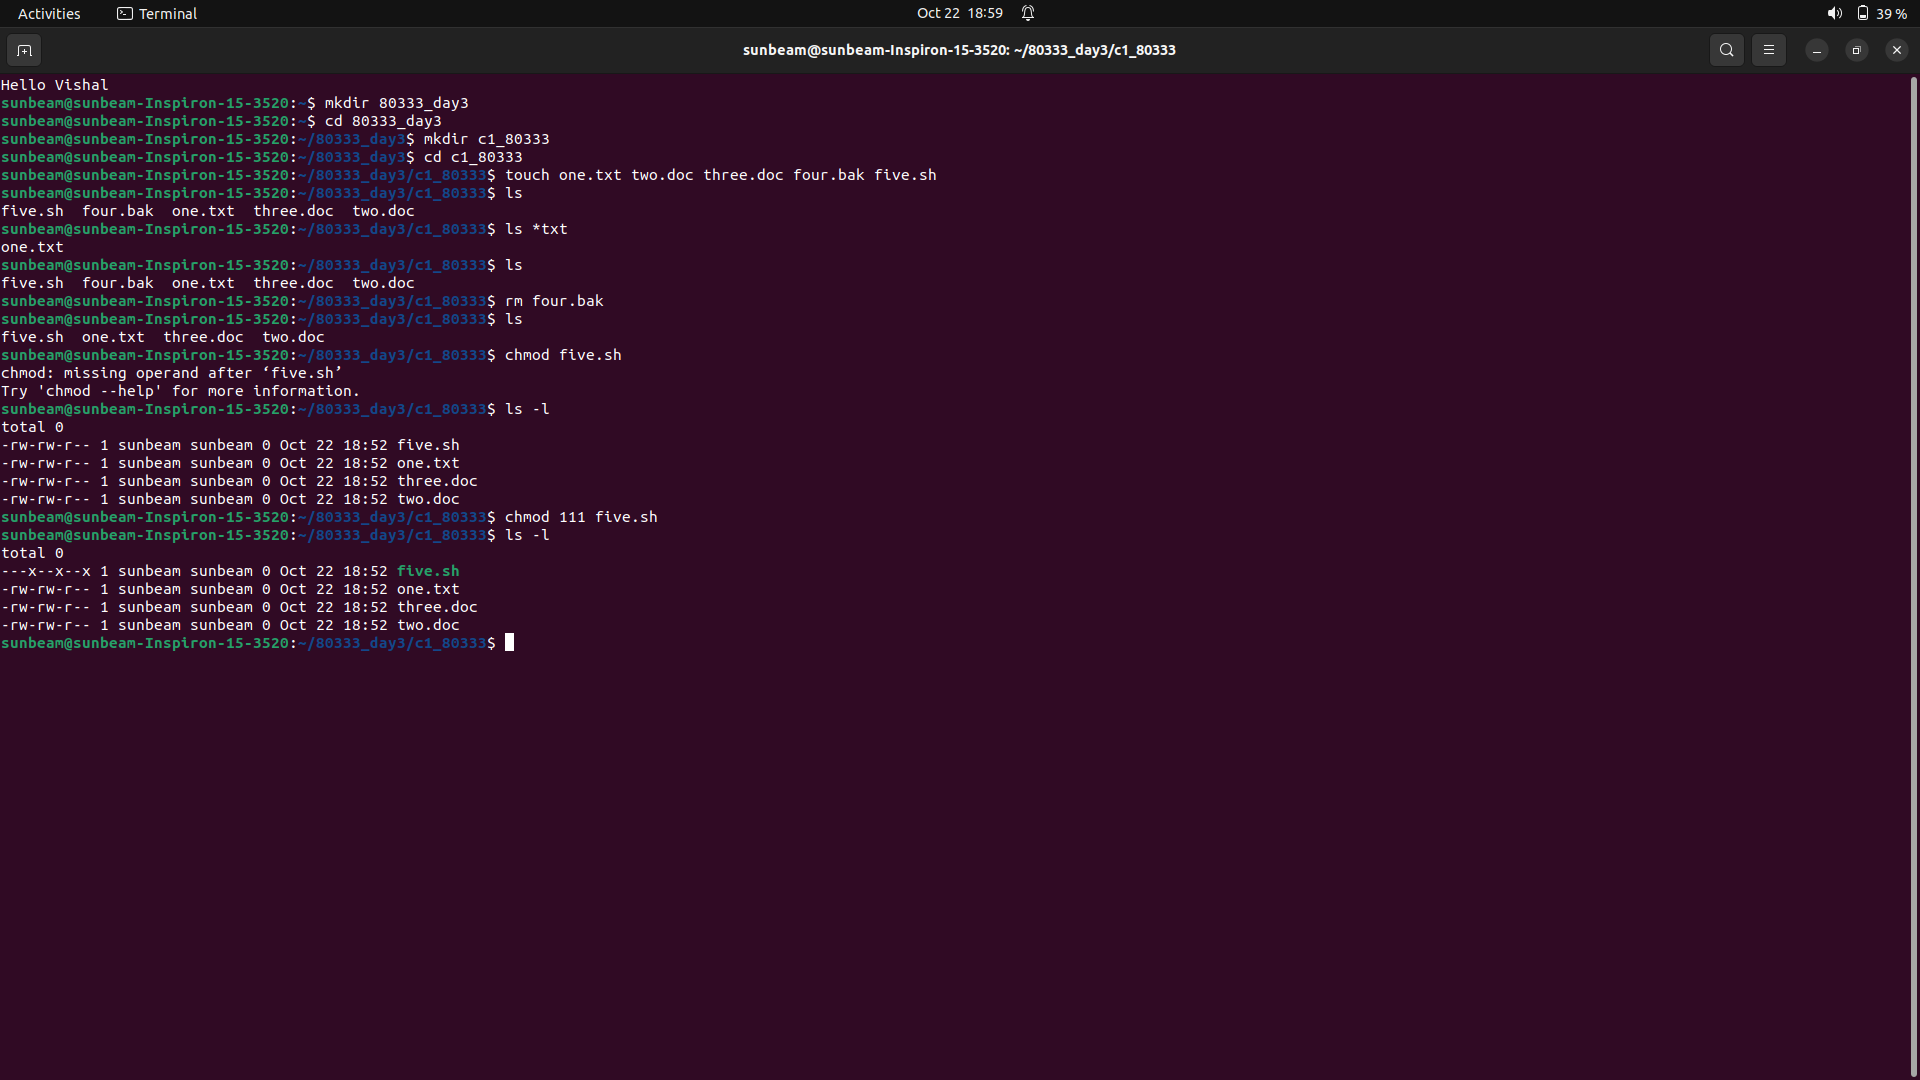 Activities Terminal Oct 22 18:59 39 %
sunbeam@sunbeam-Inspiron-15-3520: ~/80333_day3/c1_80333
Hello Vishal
sunbeam@sunbeam-Inspiron-15-3520:~$ mkdir 80333_day3
sunbeam@sunbeam-Inspiron-15-3520:~$ cd 80333_day3
sunbeam@sunbeam-Inspiron-15-3520:~/80333_day3$ mkdir c1_80333
sunbeam@sunbeam-Inspiron-15-3520:~/80333_day3$ cd c1_80333
sunbeam@sunbeam-Inspiron-15-3520:~/80333_day3/c1_80333$ touch one.txt two.doc three.doc four.bak five.sh
sunbeam@sunbeam-Inspiron-15-3520:~/80333_day3/c1_80333$ ls
five.sh  four.bak  one.txt  three.doc  two.doc
sunbeam@sunbeam-Inspiron-15-3520:~/80333_day3/c1_80333$ ls *txt
one.txt
sunbeam@sunbeam-Inspiron-15-3520:~/80333_day3/c1_80333$ ls
five.sh  four.bak  one.txt  three.doc  two.doc
sunbeam@sunbeam-Inspiron-15-3520:~/80333_day3/c1_80333$ rm four.bak
sunbeam@sunbeam-Inspiron-15-3520:~/80333_day3/c1_80333$ ls
five.sh  one.txt  three.doc  two.doc
sunbeam@sunbeam-Inspiron-15-3520:~/80333_day3/c1_80333$ chmod five.sh
chmod: missing operand after ‘five.sh’
Try 'chmod --help' for more information.
sunbeam@sunbeam-Inspiron-15-3520:~/80333_day3/c1_80333$ ls -l
total 0
-rw-rw-r-- 1 sunbeam sunbeam 0 Oct 22 18:52 five.sh
-rw-rw-r-- 1 sunbeam sunbeam 0 Oct 22 18:52 one.txt
-rw-rw-r-- 1 sunbeam sunbeam 0 Oct 22 18:52 three.doc
-rw-rw-r-- 1 sunbeam sunbeam 0 Oct 22 18:52 two.doc
sunbeam@sunbeam-Inspiron-15-3520:~/80333_day3/c1_80333$ chmod 111 five.sh
sunbeam@sunbeam-Inspiron-15-3520:~/80333_day3/c1_80333$ ls -l
total 0
---x--x--x 1 sunbeam sunbeam 0 Oct 22 18:52 five.sh
-rw-rw-r-- 1 sunbeam sunbeam 0 Oct 22 18:52 one.txt
-rw-rw-r-- 1 sunbeam sunbeam 0 Oct 22 18:52 three.doc
-rw-rw-r-- 1 sunbeam sunbeam 0 Oct 22 18:52 two.doc
sunbeam@sunbeam-Inspiron-15-3520:~/80333_day3/c1_80333$